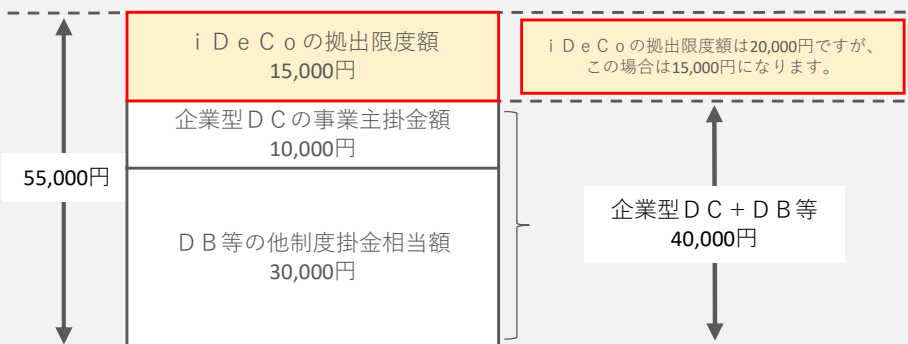 ｉＤｅＣｏの拠出限度額
15,000円
ｉＤｅＣｏの拠出限度額は20,000円ですが、
この場合は15,000円になります。
企業型ＤＣの事業主掛金額
10,000円
55,000円
ＤＢ等の他制度掛金相当額
30,000円
企業型ＤＣ＋ＤＢ等
40,000円